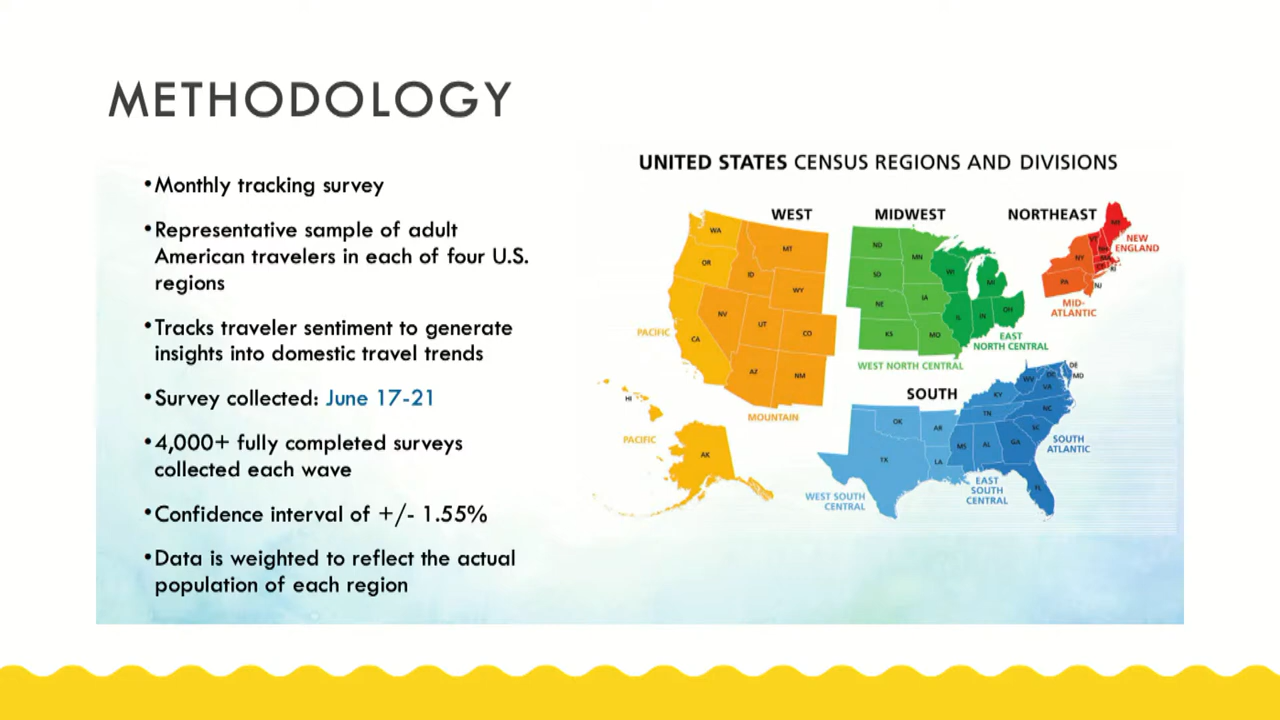 METHODOLOGY
•Monthly tracking survey
•Representative sample of adult
American travelers in each of four U.S.
regions
•Tracks traveler sentiment to generate
insights into domestic travel trends
•Survey collected: June 17-21
•4,000+ fully completed surveys
collected each wave
•Confidence interval of +/- 1.55%
•Data is weighted to reflect the actual
population of each region
UNITED STATES CENSUS REGIONS AND DIVISIONS
WEST
WA
OR
MT
ID
WY
NV
UT
CO
CA
AZ
NM
PACIFIC
MOUNTAIN
HI
PACIFIC
AK
MIDWEST
ND
MN
SD
WI
MI
NE
IA
IL
IN
OH
KS
MO
EAST
NORTH CENTRAL
WEST NORTH CENTRAL
NORTHEAST
ME
NEW
ENGLAND
NY
RI
PA
NJ
MID-
ATLANTIC
SOUTH
DE
MD
WV
VA
KY
NC
TN
OK
AR
SC
MS
AL
GA
TX
LA
FL
SOUTH
ATLANTIC
EAST
SOUTH
CENTRAL
WEST SOUTH
CENTRAL